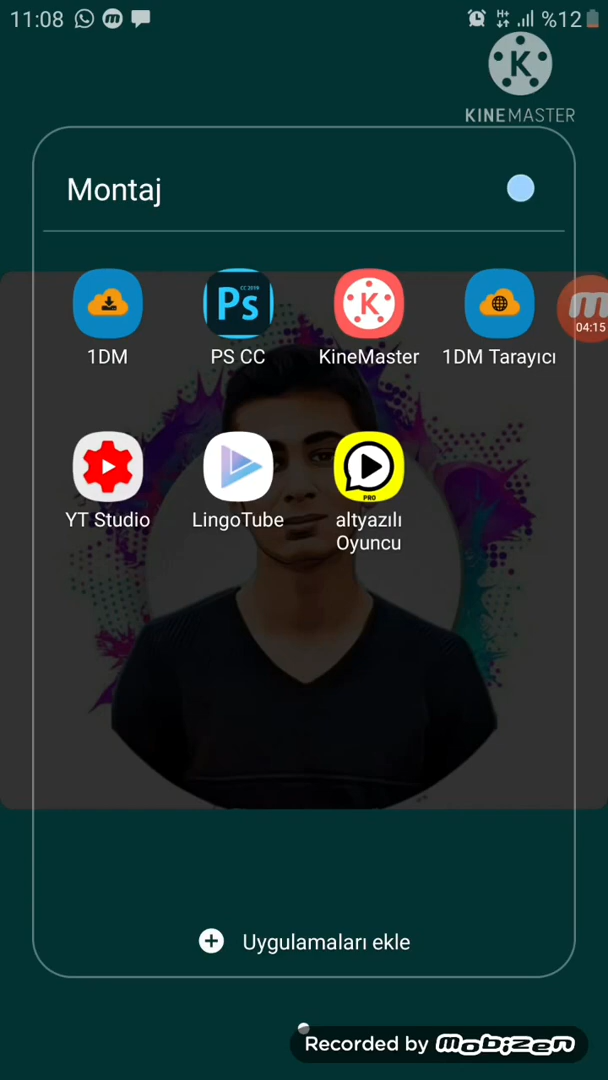 11:08 %12
KINEMASTER
Montaj
04:15
1DM
PS CC
KineMaster
1DM Tarayıcı
YT Studio
LingoTube
PRO
altyazılı
Oyuncu
Uygulamaları ekle
Recorded by mobizen